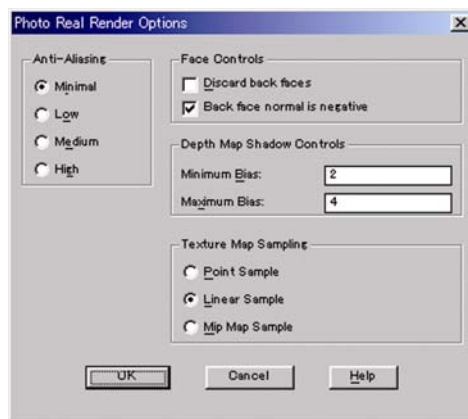 Photo Real Render Options
Anti-Aliasing
Minimal
Low
Medium
High
Face Controls
Discard back faces
Back face normal is negative
Depth Map Shadow Controls
Minimum Bias: 2
Maximum Bias: 4
Texture Map Sampling
Point Sample
Linear Sample
Mip Map Sample
OK Cancel Help